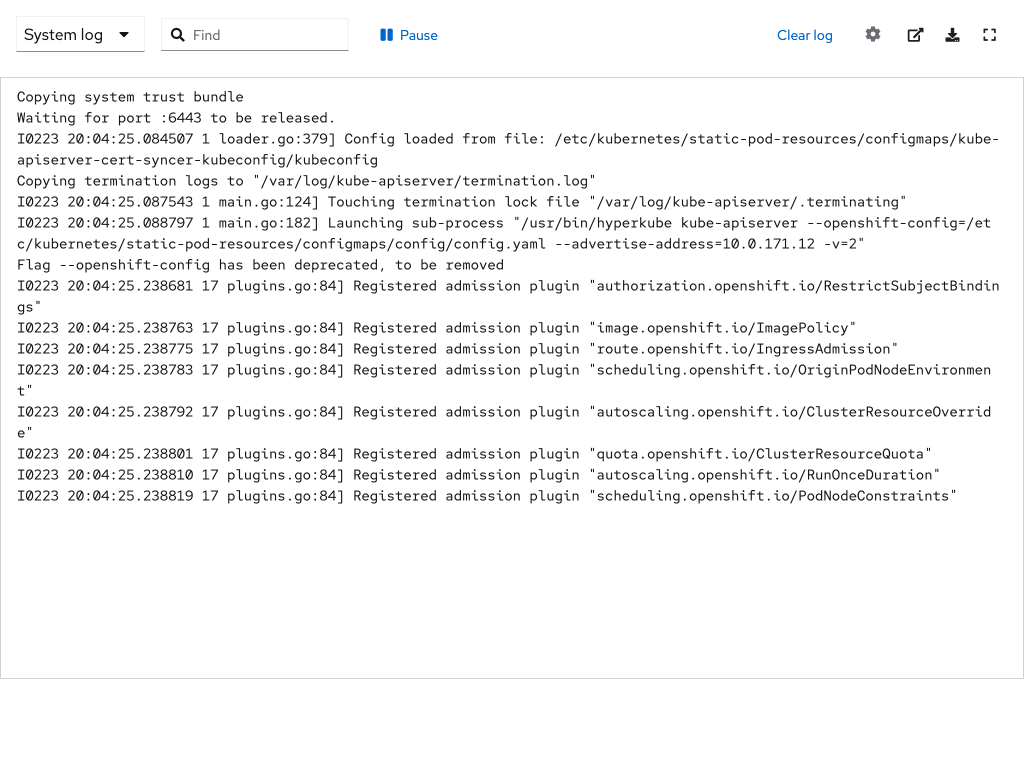 System log
Find
Pause
Clear log
Copying system trust bundle
Waiting for port :6443 to be released.
I0223 20:04:25.084507 1 loader.go:379] Config loaded from file: /etc/kubernetes/static-pod-resources/configmaps/kube-
apiserver-cert-syncer-kubeconfig/kubeconfig
Copying termination logs to "/var/log/kube-apiserver/termination.log"
I0223 20:04:25.087543 1 main.go:124] Touching termination lock file "/var/log/kube-apiserver/.terminating"
I0223 20:04:25.088797 1 main.go:182] Launching sub-process "/usr/bin/hyperkube kube-apiserver --openshift-config=/et
c/kubernetes/static-pod-resources/configmaps/config/config.yaml --advertise-address=10.0.171.12 -v=2"
Flag --openshift-config has been deprecated, to be removed
I0223 20:04:25.238681 17 plugins.go:84] Registered admission plugin "authorization.openshift.io/RestrictSubjectBindin
gs"
I0223 20:04:25.238763 17 plugins.go:84] Registered admission plugin "image.openshift.io/ImagePolicy"
I0223 20:04:25.238775 17 plugins.go:84] Registered admission plugin "route.openshift.io/IngressAdmission"
I0223 20:04:25.238783 17 plugins.go:84] Registered admission plugin "scheduling.openshift.io/OriginPodNodeEnvironmen
t"
I0223 20:04:25.238792 17 plugins.go:84] Registered admission plugin "autoscaling.openshift.io/ClusterResourceOverrid
e"
I0223 20:04:25.238801 17 plugins.go:84] Registered admission plugin "quota.openshift.io/ClusterResourceQuota"
I0223 20:04:25.238810 17 plugins.go:84] Registered admission plugin "autoscaling.openshift.io/RunOnceDuration"
I0223 20:04:25.238819 17 plugins.go:84] Registered admission plugin "scheduling.openshift.io/PodNodeConstraints"